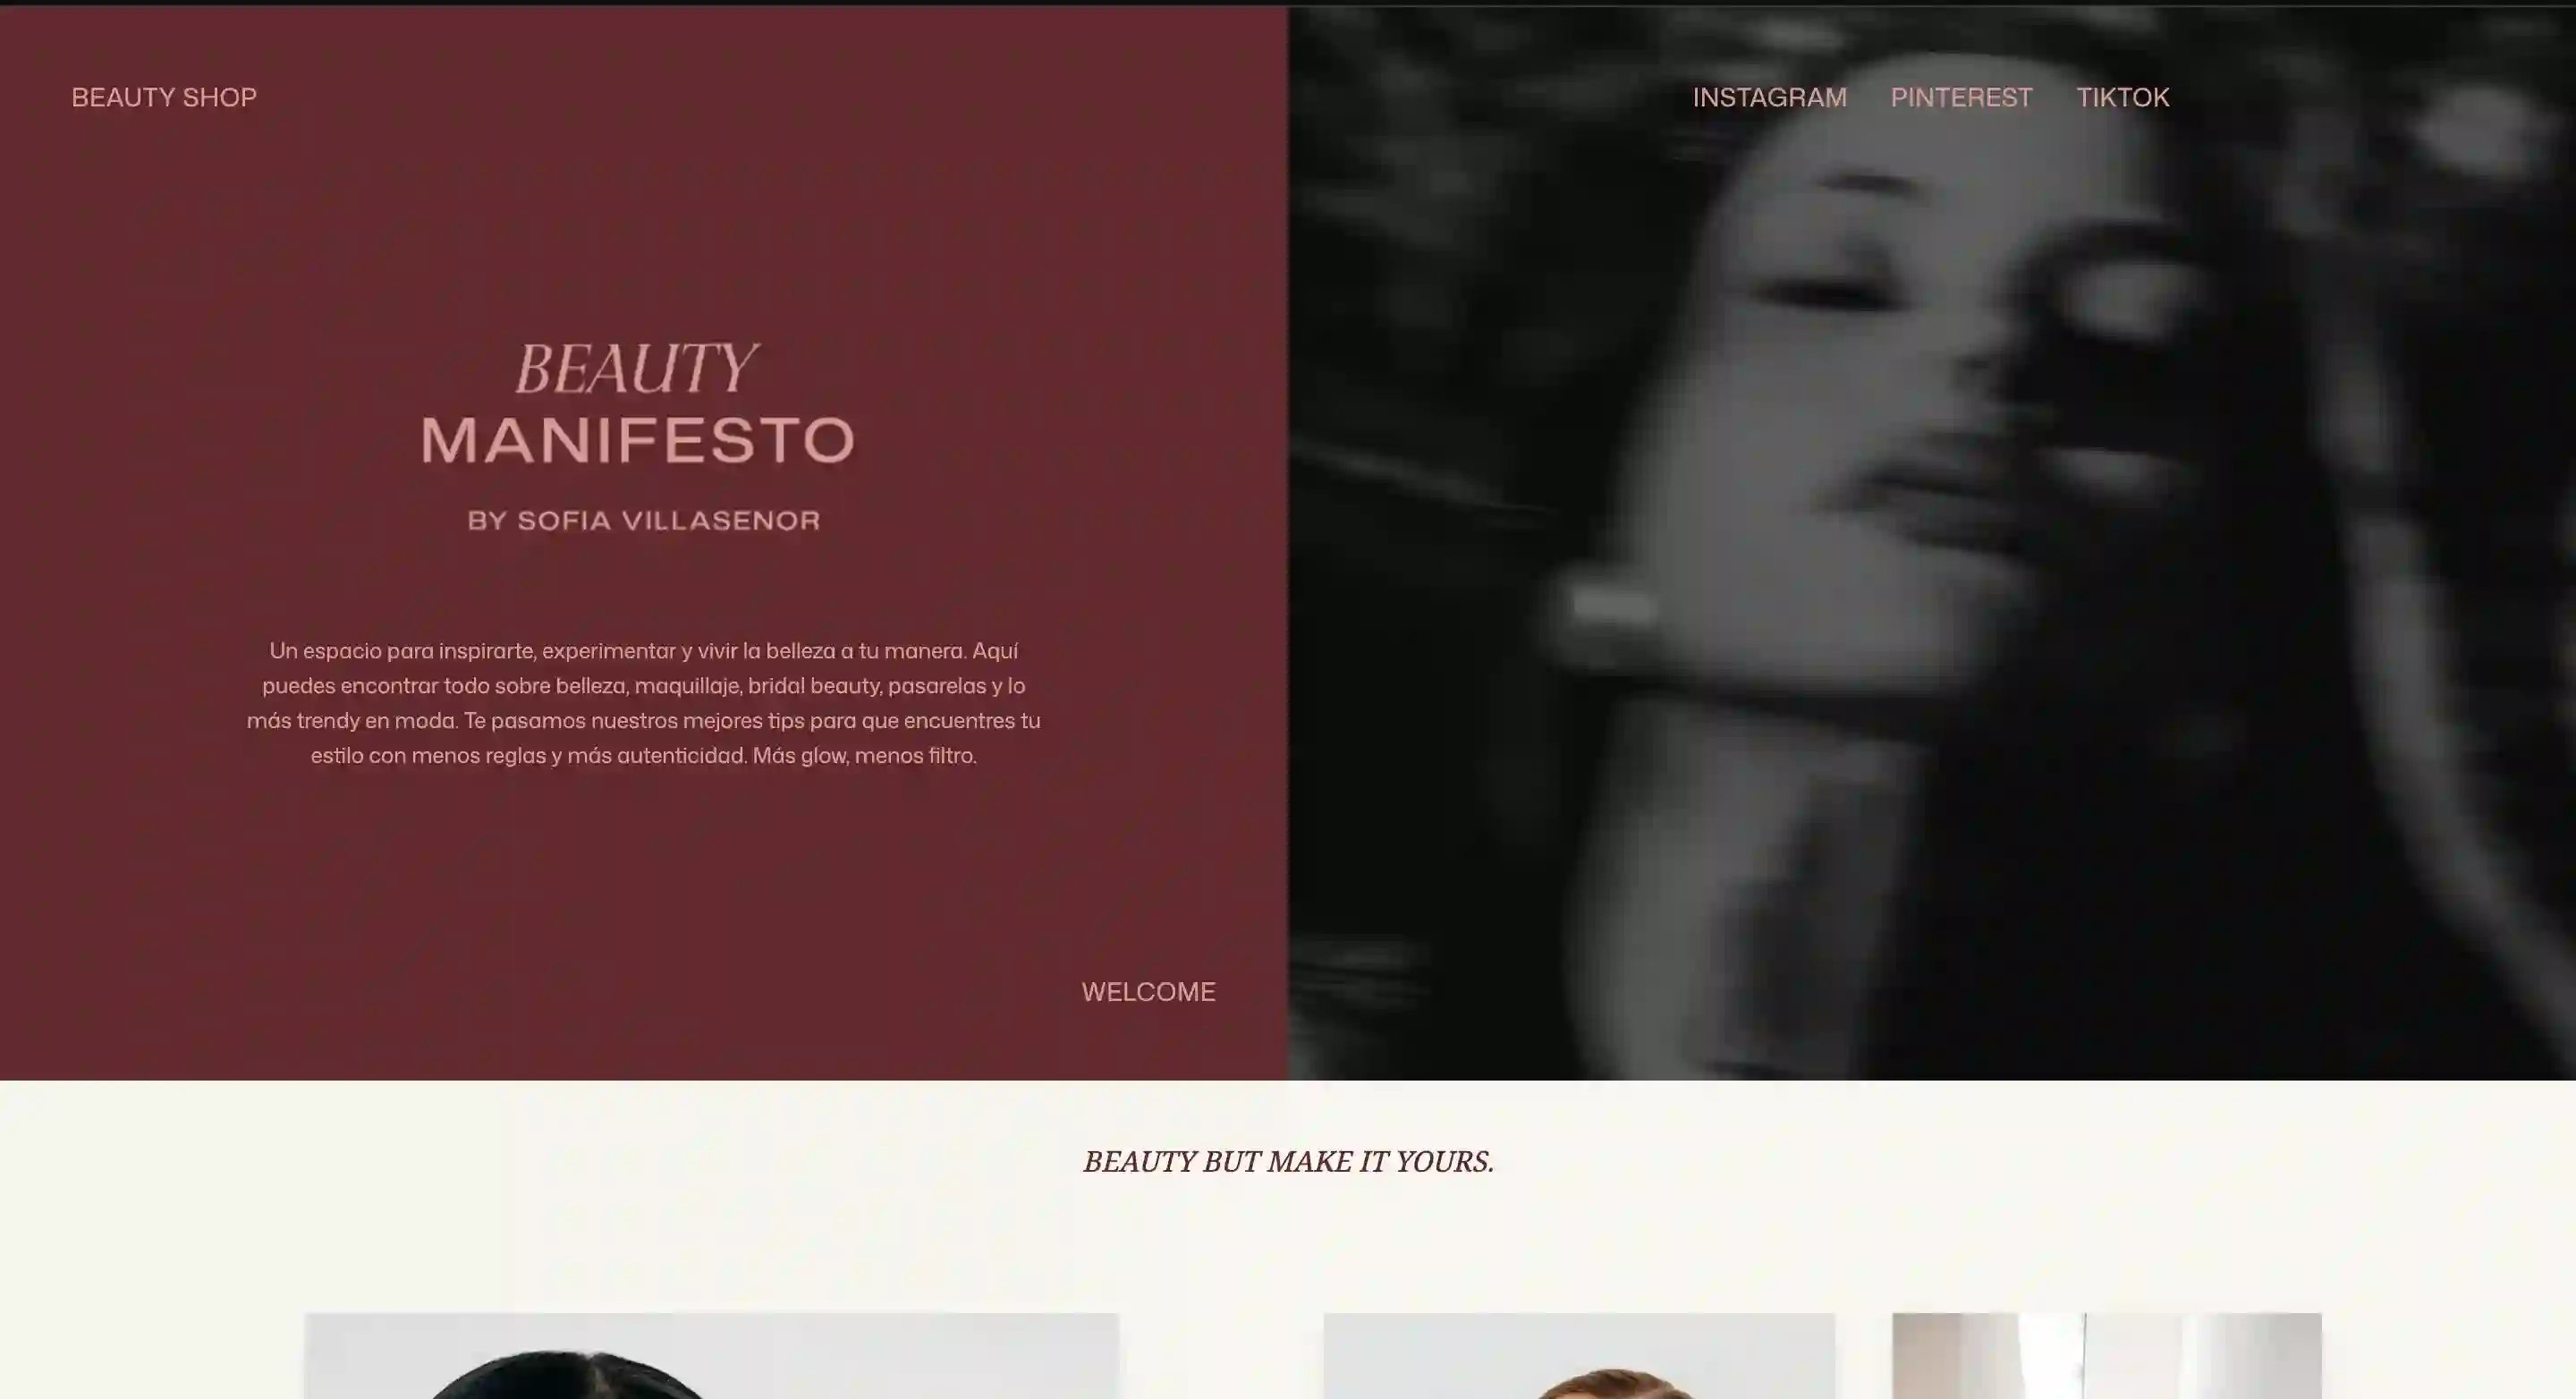 BEAUTY SHOP
INSTAGRAM PINTEREST TIKTOK
BEAUTY
MANIFESTO
BY SOFIA VILLASENOR
Un espacio para inspirarte, experimentar y vivir la belleza a tu manera. Aquí
puedes encontrar todo sobre belleza, maquillaje, bridal beauty, pasarelas y lo
más trendy en moda. Te pasamos nuestros mejores tips para que encuentres tu
estilo con menos reglas y más autenticidad. Más glow, menos filtro.
WELCOME
BEAUTY BUT MAKE IT YOURS.